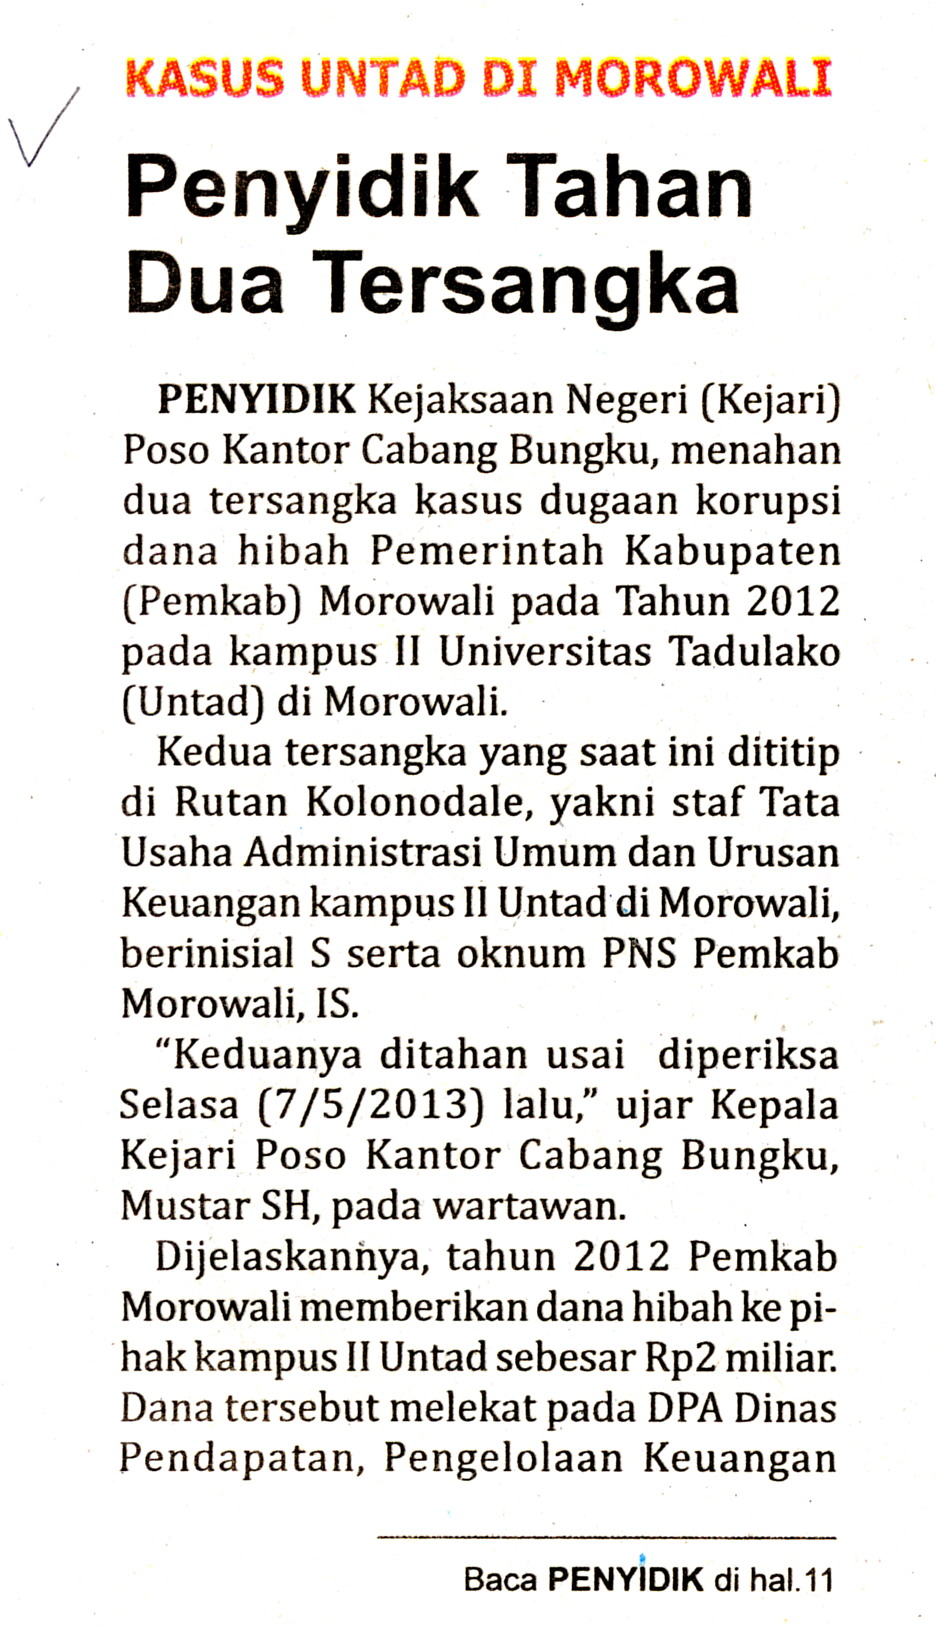 KASUS UNTAD DI MOROWALI
Penyidik Tahan
Dua Tersangka
PENYIDIK Kejaksaan Negeri (Kejari)
Poso Kantor Cabang Bungku, menahan
dua tersangka kasus dugaan korupsi
dana hibah Pemerintah Kabupaten
(Pemkab) Morowali pada Tahun 2012
pada kampus II Universitas Tadulako
(Untad) di Morowali.
Kedua tersangka yang saat ini dititip
di Rutan Kolonodale, yakni staf Tata
Usaha Administrasi Umum dan Urusan
Keuangan kampus II Untad di Morowali,
berinisial S serta oknum PNS Pemkab
Morowali, IS.
“Keduanya ditahan usai diperiksa
Selasa (7/5/2013) lalu,” ujar Kepala
Kejari Poso Kantor Cabang Bungku,
Mustar SH, pada wartawan.
Dijelaskannya, tahun 2012 Pemkab
Morowali memberikan dana hibah ke pi-
hak kampus II Untad sebesar Rp2 miliar.
Dana tersebut melekat pada DPA Dinas
Pendapatan, Pengelolaan Keuangan
Baca PENYIDIK di hal.11